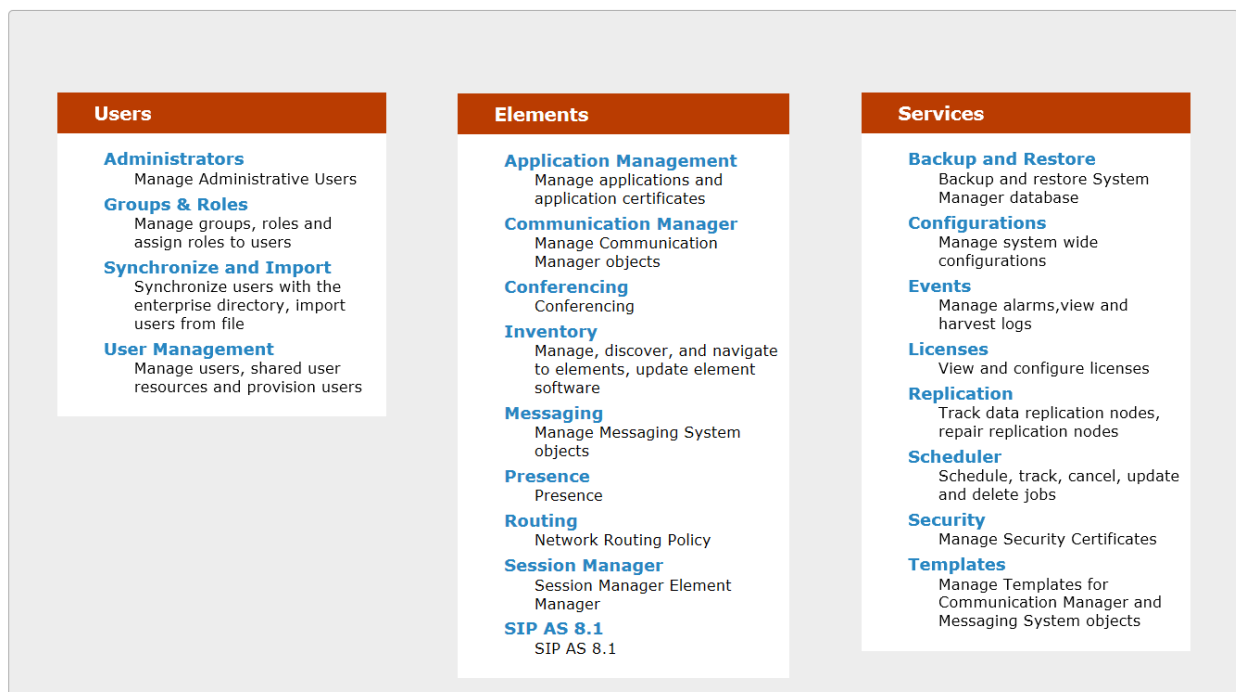 Users
Administrators
Manage Administrative Users
Groups & Roles
Manage groups, roles and
assign roles to users
Synchronize and Import
Synchronize users with the
enterprise directory, import
users from file
User Management
Manage users, shared user
resources and provision users
Elements
Application Management
Manage applications and
application certificates
Communication Manager
Manage Communication
Manager objects
Conferencing
Conferencing
Inventory
Manage, discover, and navigate
to elements, update element
software
Messaging
Manage Messaging System
objects
Presence
Presence
Routing
Network Routing Policy
Session Manager
Session Manager Element
Manager
SIP AS 8.1
SIP AS 8.1
Services
Backup and Restore
Backup and restore System
Manager database
Configurations
Manage system wide
configurations
Events
Manage alarms,view and
harvest logs
Licenses
View and configure licenses
Replication
Track data replication nodes,
repair replication nodes
Scheduler
Schedule, track, cancel, update
and delete jobs
Security
Manage Security Certificates
Templates
Manage Templates for
Communication Manager and
Messaging System objects